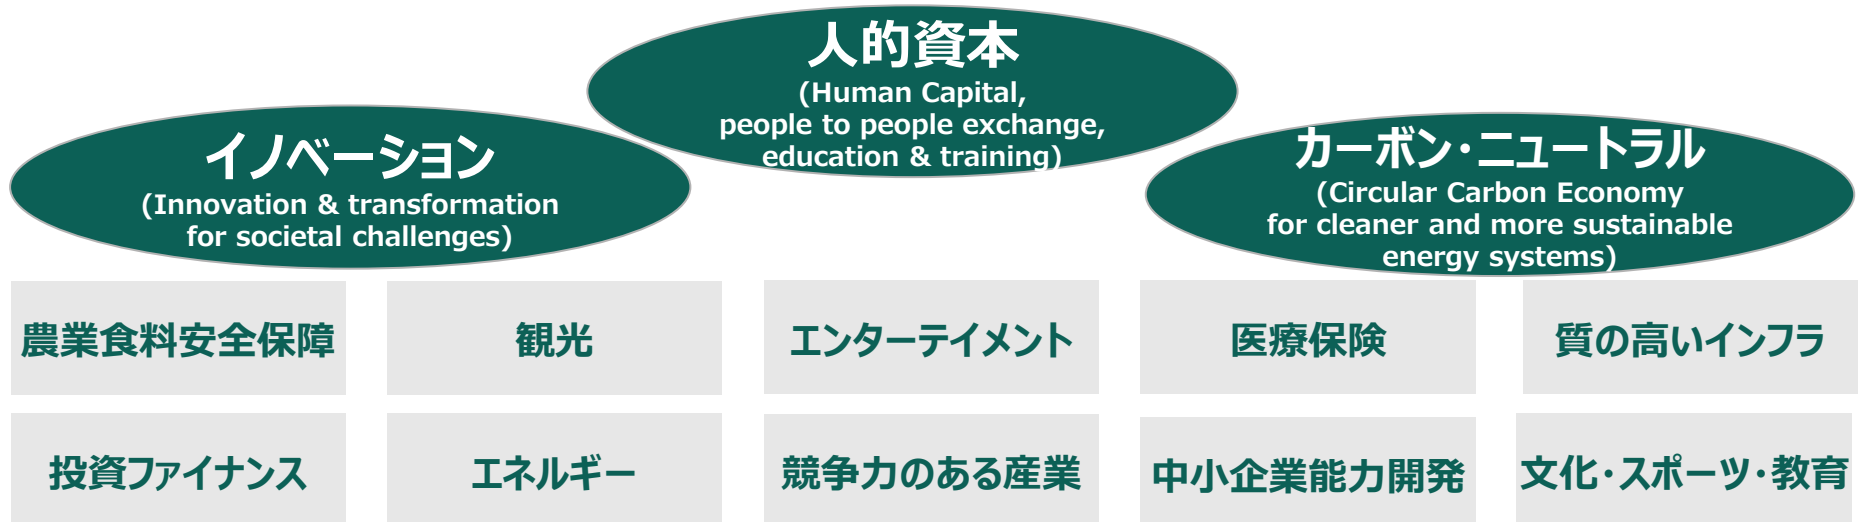 人的資本
(Human Capital,
people to people exchange,
education & training)
イノベーション
(Innovation & transformation
for societal challenges)
カーボン・ニュートラル
(Circular Carbon Economy
for cleaner and more sustainable
energy systems)
農業食料安全保障
観光
エンターテイメント
医療保険
質の高いインフラ
投資ファイナンス
エネルギー
競争力のある産業
中小企業能力開発
文化・スポーツ・教育